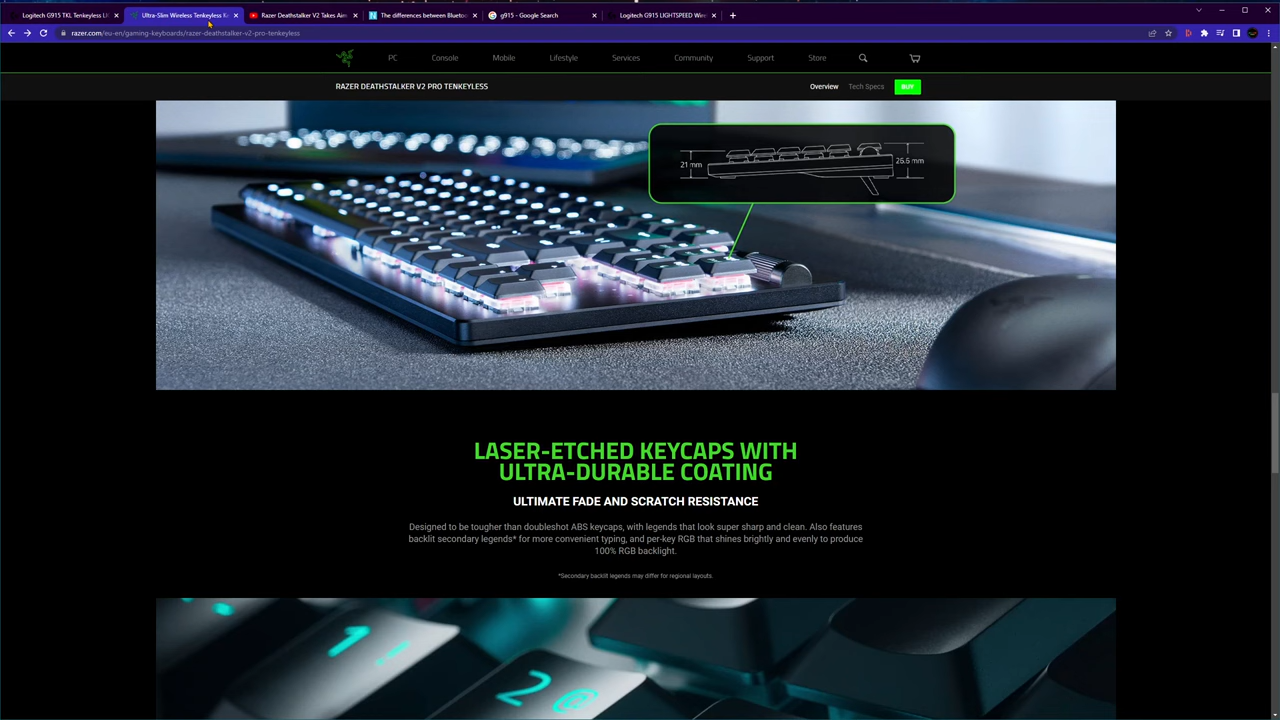 Logitech G915 TKL Tenkeyless LI
Ultra-Slim Wireless Tenkeyless K
Razer Deathstalker V2 Takes Aim
The differences between Bluetoo
g915 - Google Search
Logitech G915 LIGHTSPEED Wire
razer.com/eu-en/gaming-keyboards/razer-deathstalker-v2-pro-tenkeyless
PC
Console
Mobile
Lifestyle
Services
Community
Support
Store
RAZER DEATHSTALKER V2 PRO TENKEYLESS
Overview
Tech Specs
BUY
21 mm
26.6 mm
LASER-ETCHED KEYCAPS WITH
ULTRA-DURABLE COATING
ULTIMATE FADE AND SCRATCH RESISTANCE
Designed to be tougher than doubleshot ABS keycaps, with legends that look super sharp and clean. Also features
backlit secondary legends* for more convenient typing, and per-key RGB that shines brightly and evenly to produce
100% RGB backlight.
*Secondary backlit legends may differ for regional layouts.
1
2
@